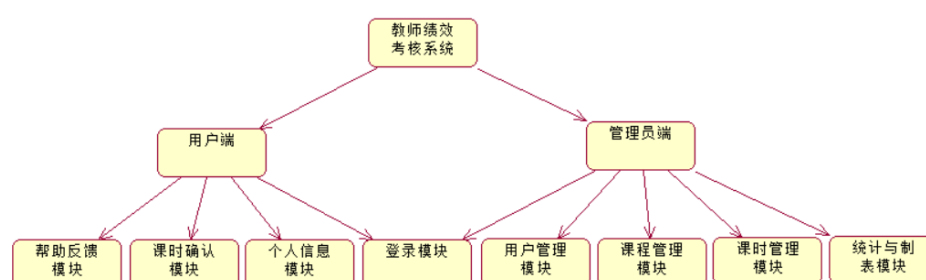 教师绩效
考核系统
用户端
管理员端
帮助反馈
模块
课时确认
模块
个人信息
模块
登录模块
用户管理
模块
课程管理
模块
课时管理
模块
统计与制
表模块